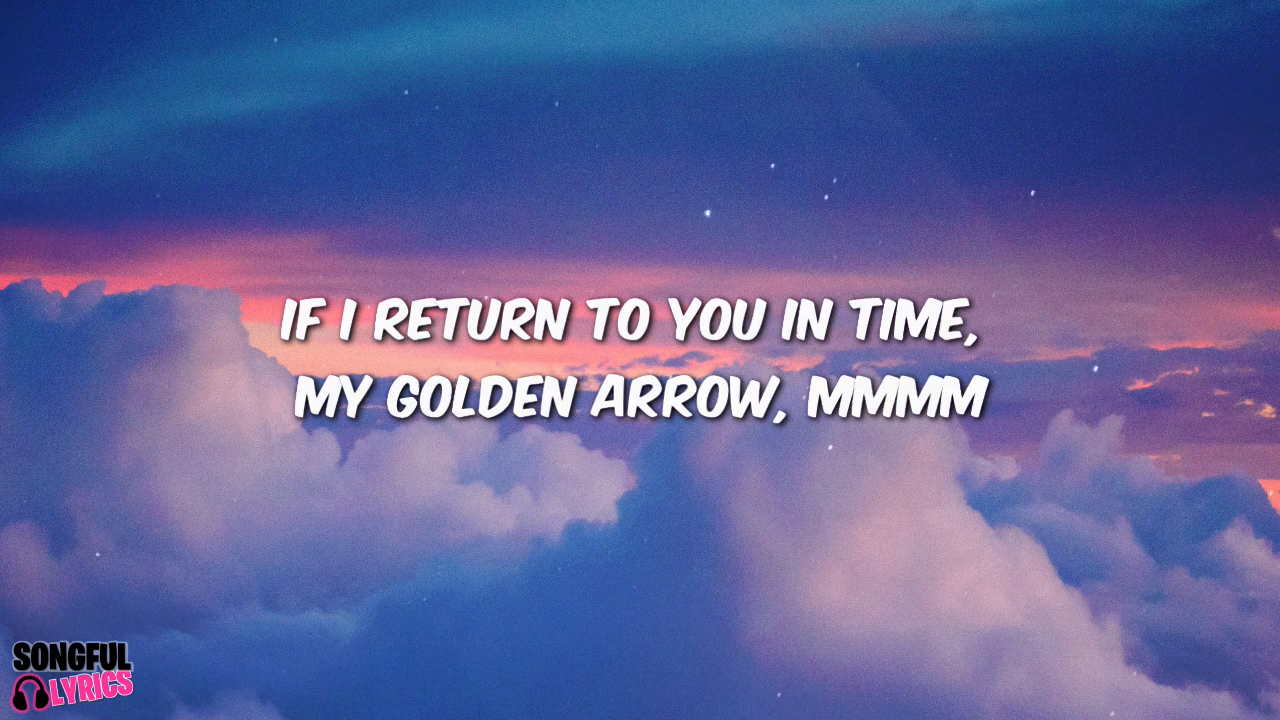 IF I RETURN TO YOU IN TIME,
MY GOLDEN ARROW, MMMM
SONGFUL
LYRICS